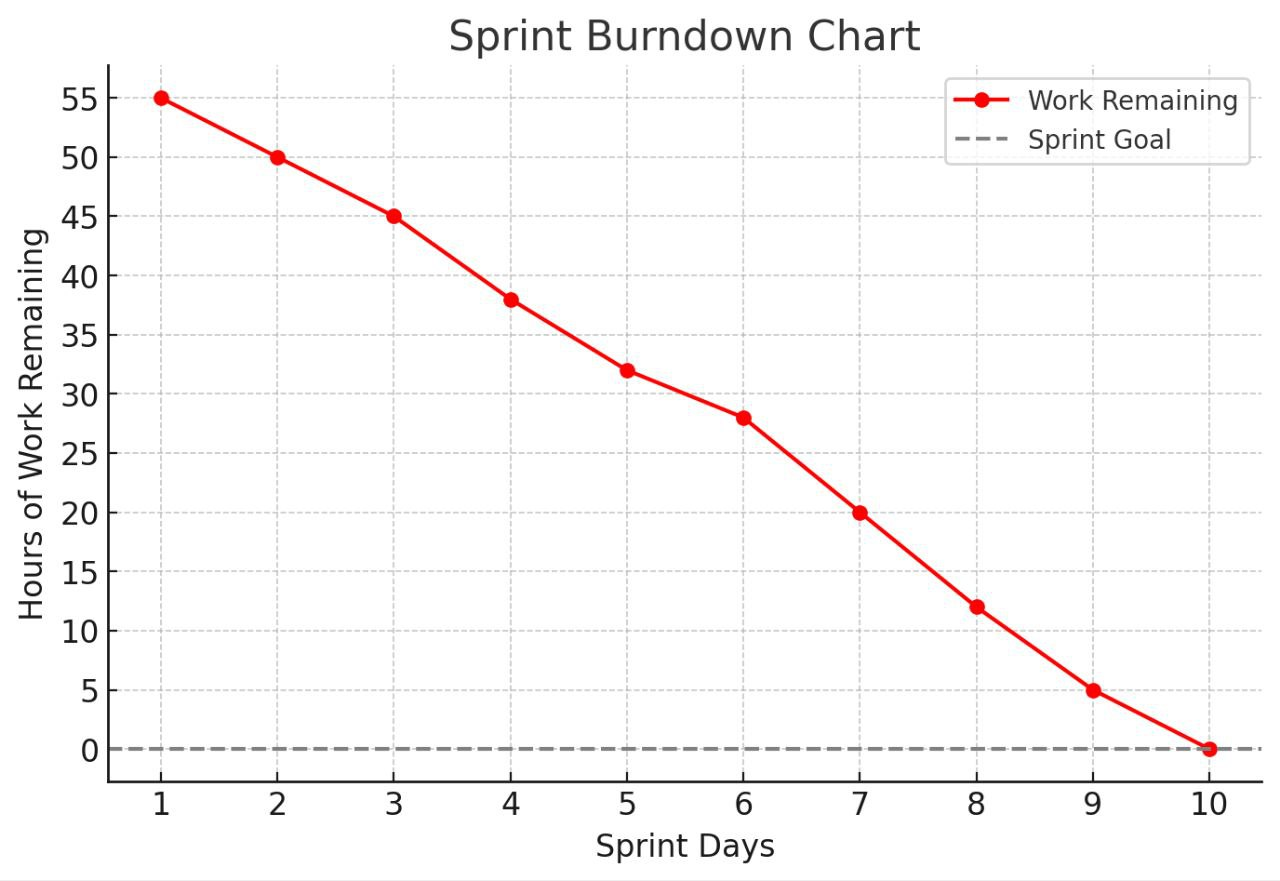 Sprint Burndown Chart
Work Remaining
Sprint Goal
Hours of Work Remaining
55
50
45
40
35
30
25
20
15
10
5
0
1 2 3 4 5 6 7 8 9 10
Sprint Days